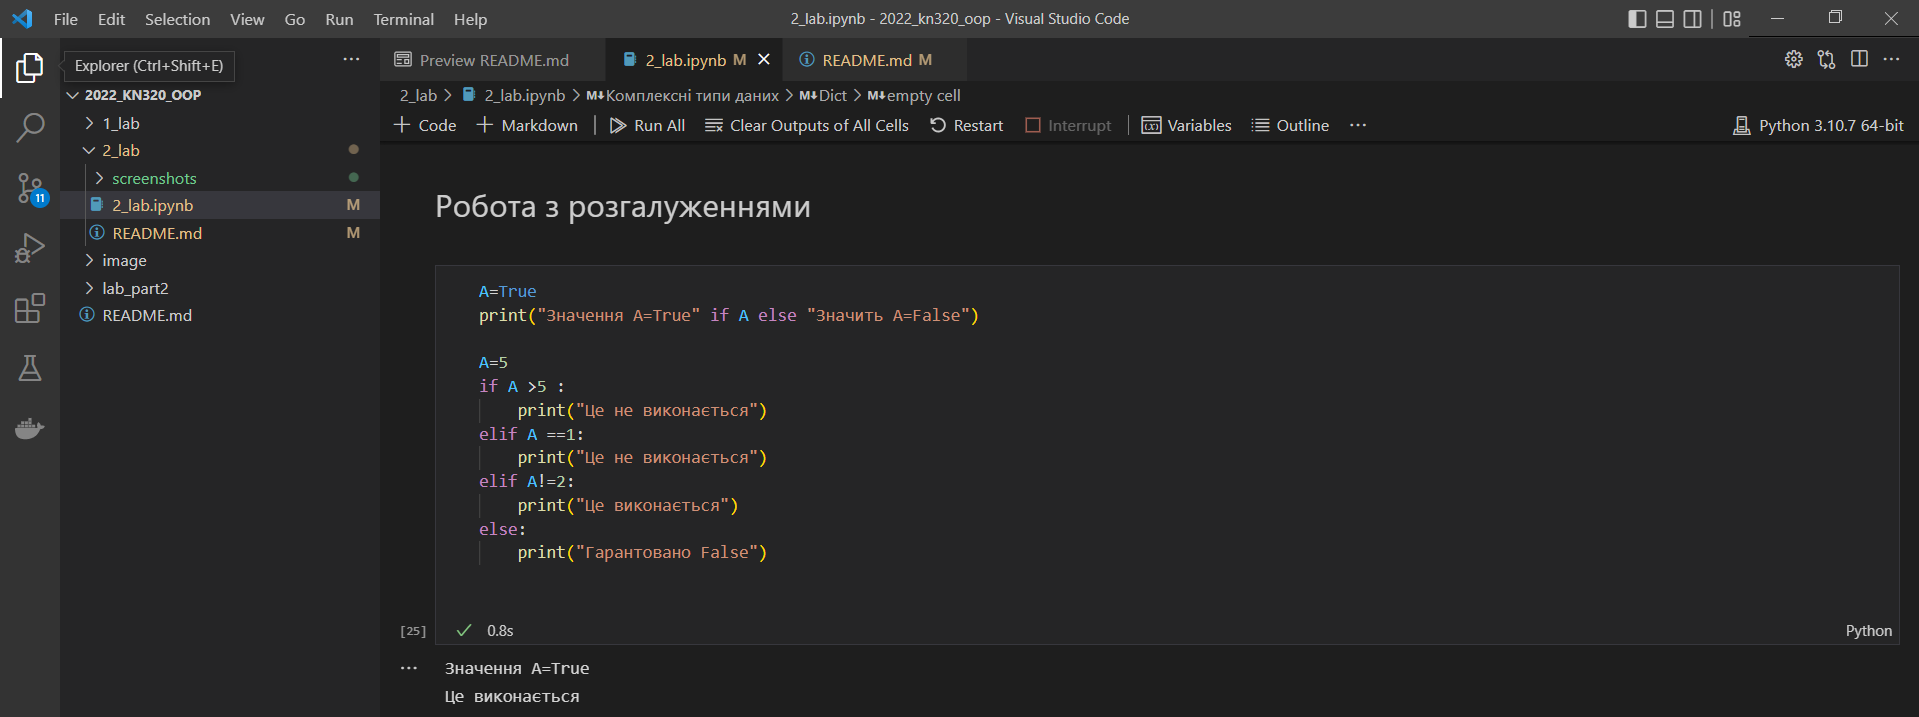 File Edit Selection View Go Run Terminal Help 2_lab.ipynb - 2022_kn320_oop - Visual Studio Code
Explorer (Ctrl+Shift+E)
Preview README.md 2_lab.ipynb M README.md M
2022_KN320_OOP
1_lab
2_lab
screenshots
2_lab.ipynb M
README.md M
image
lab_part2
README.md
11
2_lab > 2_lab.ipynb > M↓Комплексні типи даних > M↓Dict > M↓empty cell
+ Code + Markdown Run All Clear Outputs of All Cells Restart Interrupt Variables Outline ... Python 3.10.7 64-bit
Робота з розгалуженнями
A=True
print("Значення A=True" if A else "Значить A=False")
A=5
if A >5 :
print("Це не виконається")
elif A ==1:
print("Це не виконається")
elif A!=2:
print("Це виконається")
else:
print("Гарантовано False")
[25] 0.8s Python
Значення A=True
Це виконається